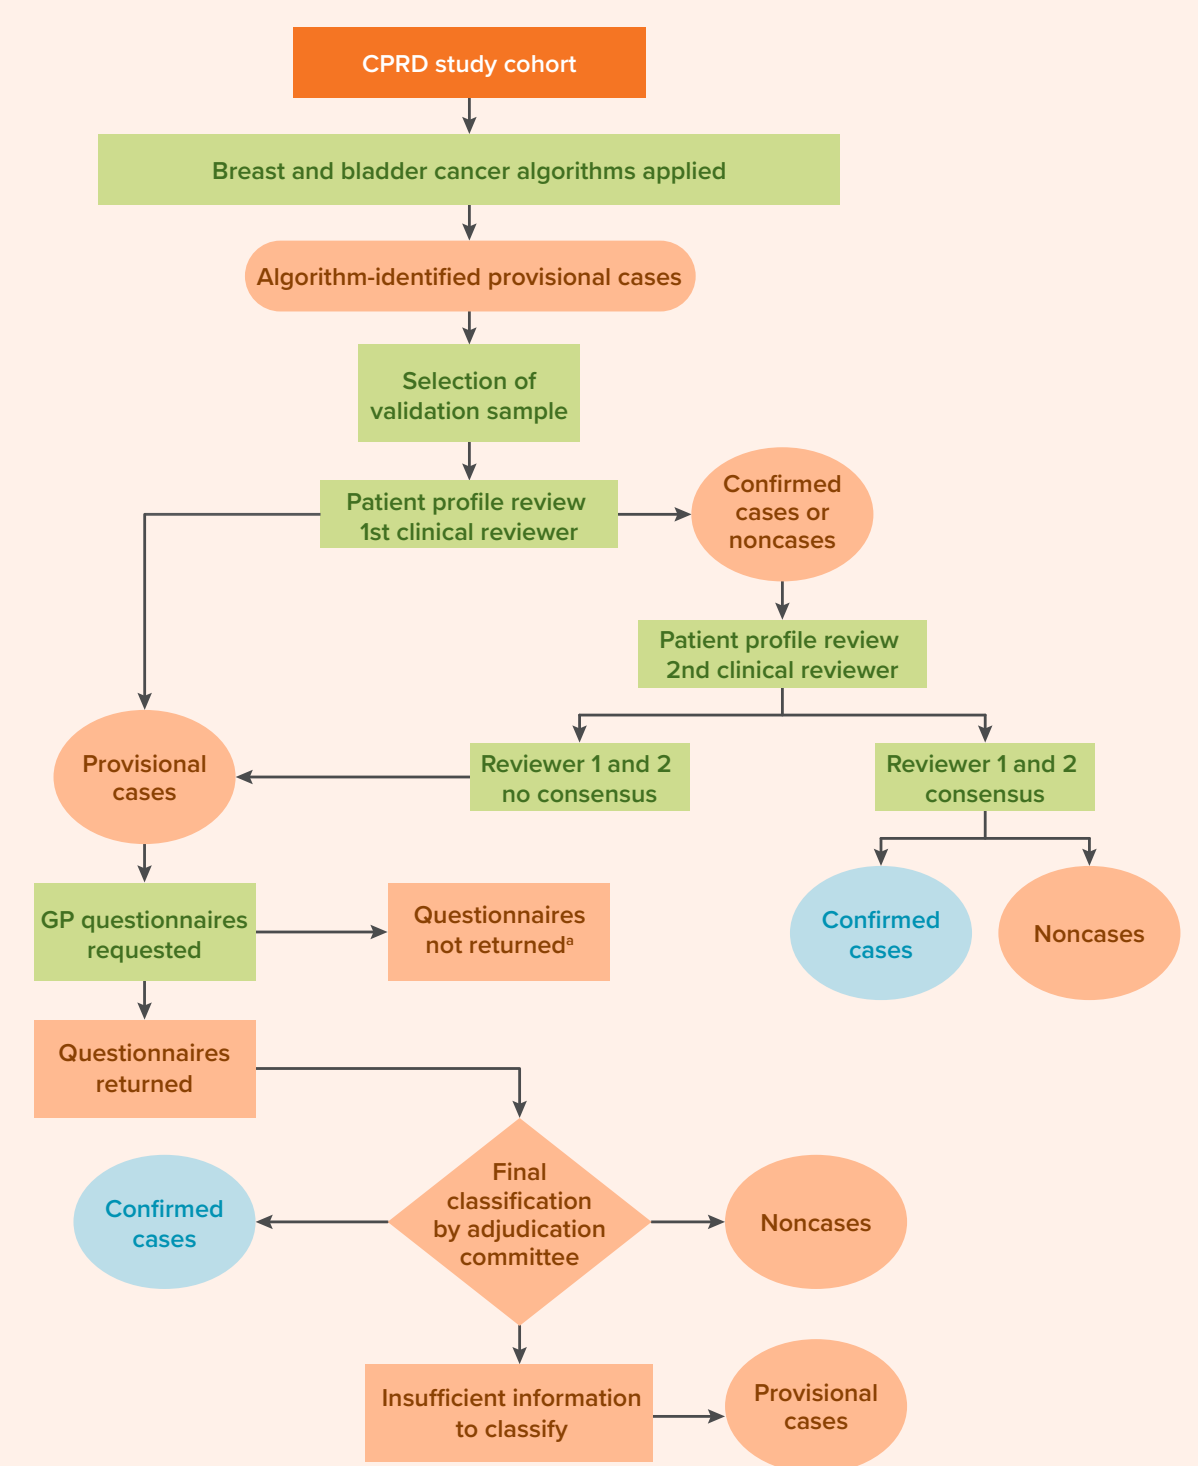 CPRD study cohort
Breast and bladder cancer algorithms applied
Algorithm-identified provisional cases
Selection of
validation sample
Patient profile review
1st clinical reviewer
Confirmed
cases or
noncases
Patient profile review
2nd clinical reviewer
Provisional
cases
Reviewer 1 and 2
no consensus
Reviewer 1 and 2
consensus
GP questionnaires
requested
Questionnaires
not returnedᵃ
Confirmed
cases
Noncases
Questionnaires
returned
Final
classification
by adjudication
committee
Confirmed
cases
Noncases
Insufficient information
to classify
Provisional
cases